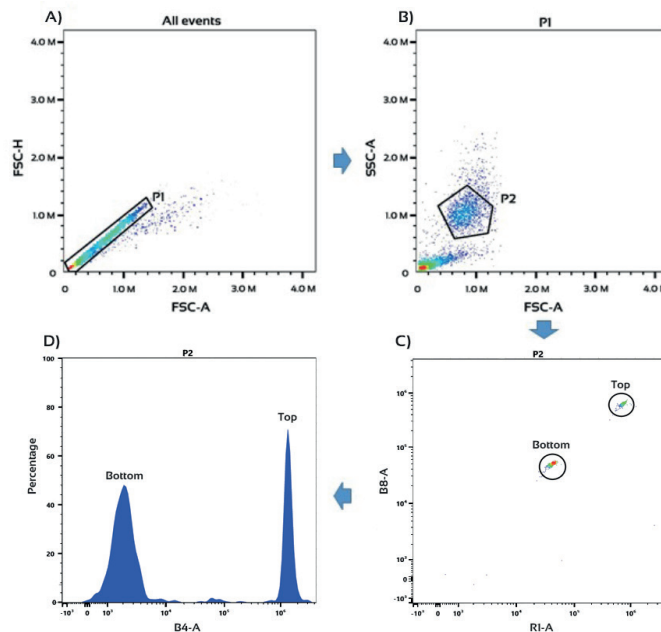 A)
All events
4.0 M
3.0 M
2.0 M
1.0 M
0
FSC-H
P1
0
1.0 M
2.0 M
3.0 M
4.0 M
FSC-A
B)
P1
4.0 M
3.0 M
2.0 M
1.0 M
0
SSC-A
P2
0
1.0 M
2.0 M
3.0 M
4.0 M
FSC-A
D)
P2
100
80
60
40
20
0
Percentage
Bottom
Top
0
B4-A
C)
P2
Top
Bottom
B8-A
0
0
R1-A